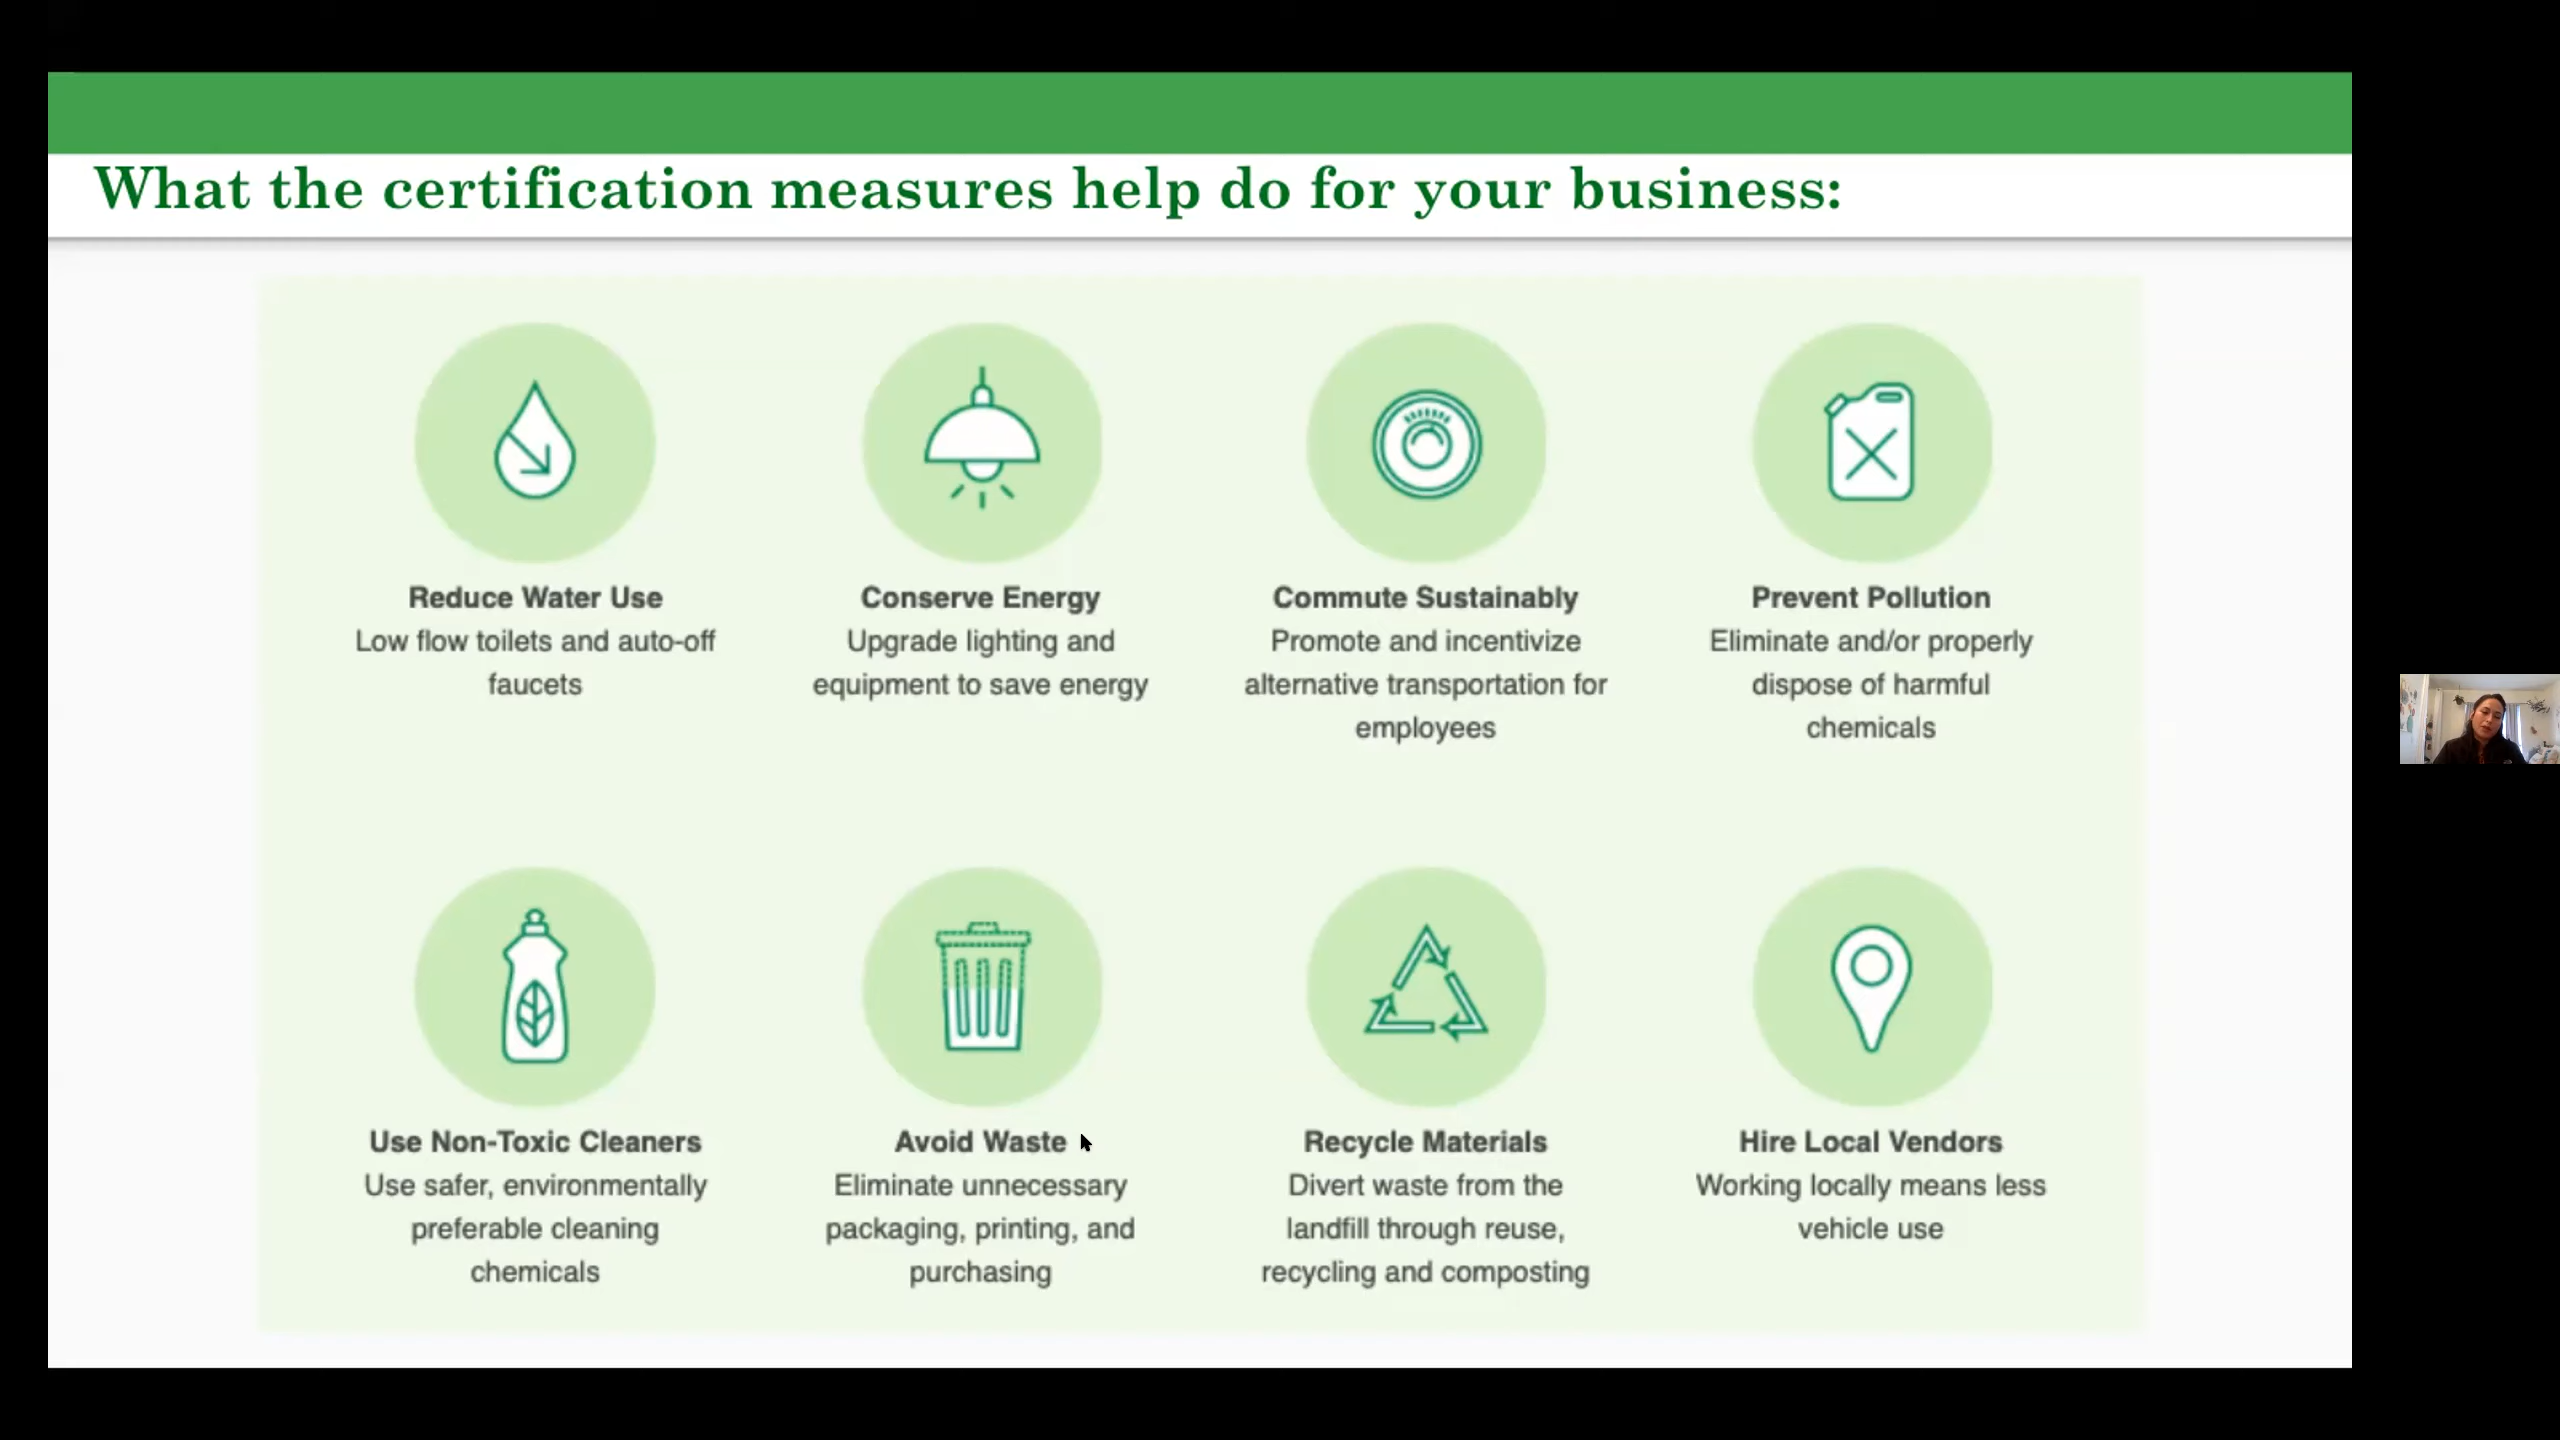 What the certification measures help do for your business:
Reduce Water Use
Low flow toilets and auto-off
faucets
Conserve Energy
Upgrade lighting and
equipment to save energy
Commute Sustainably
Promote and incentivize
alternative transportation for
employees
Prevent Pollution
Eliminate and/or properly
dispose of harmful
chemicals
Use Non-Toxic Cleaners
Use safer, environmentally
preferable cleaning
chemicals
Avoid Waste
Eliminate unnecessary
packaging, printing, and
purchasing
Recycle Materials
Divert waste from the
landfill through reuse,
recycling and composting
Hire Local Vendors
Working locally means less
vehicle use